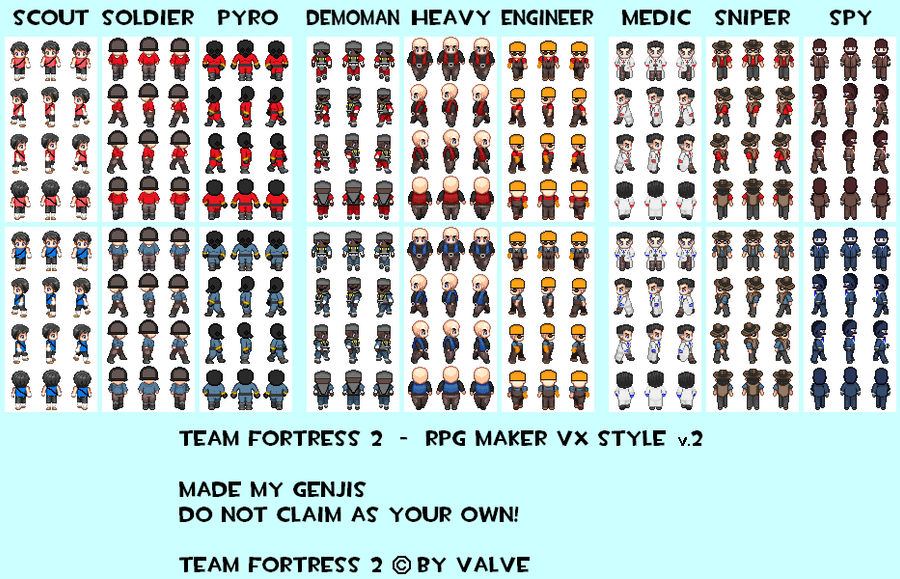 SCOUT SOLDIER PYRO DEMOMAN HEAVY ENGINEER MEDIC SNIPER SPY
TEAM FORTRESS 2 - RPG MAKER VX STYLE v.2
MADE MY GENJIS
DO NOT CLAIM AS YOUR OWN!
TEAM FORTRESS 2 © BY VALVE